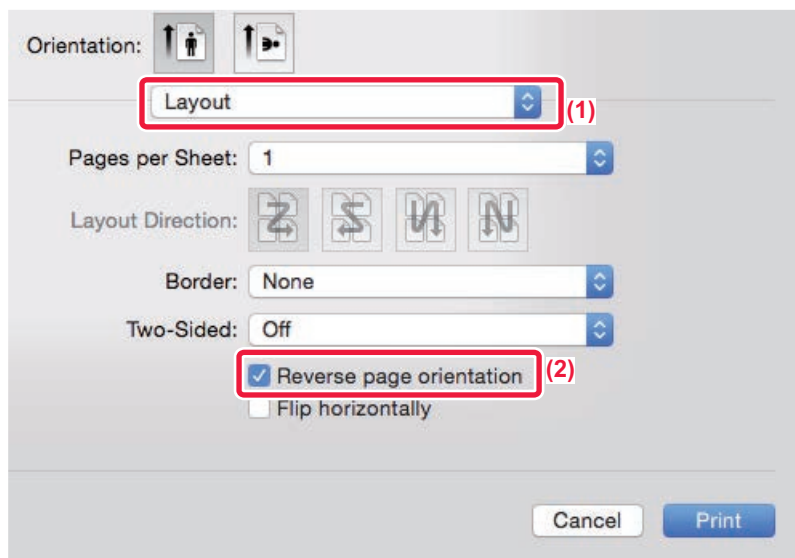 Orientation:
Layout
(1)
Pages per Sheet: 1
Layout Direction:
Border: None
Two-Sided: Off
Reverse page orientation
(2)
Flip horizontally
Cancel Print